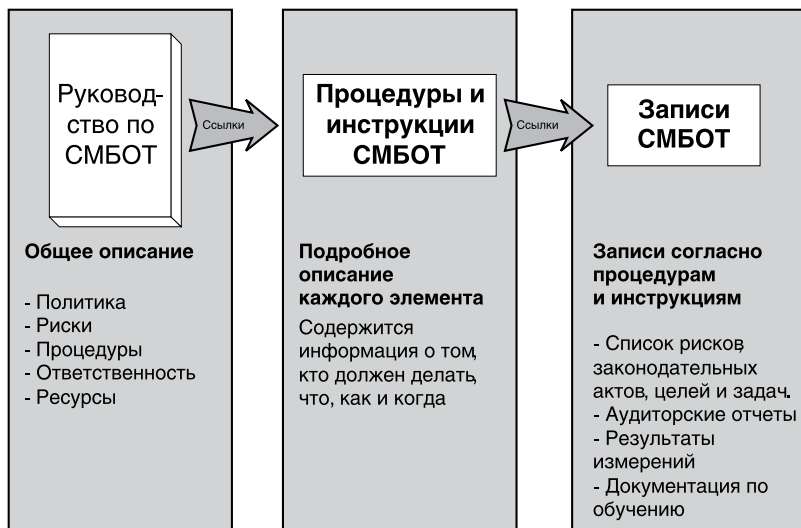 Руковод-
ство по
СМБОТ
Ссылки
Процедуры и
инструкции
СМБОТ
Ссылки
Записи
СМБОТ
Общее описание
- Политика
- Риски
- Процедуры
- Ответственность
- Ресурсы
Подробное
описание
каждого элемента
Содержится
информация о том,
кто должен делать,
что, как и когда
Записи согласно
процедурам
и инструкциям
- Список рисков,
законодательных
актов, целей и задач.
- Аудиторские отчеты
- Результаты
измерений
- Документация по
обучению